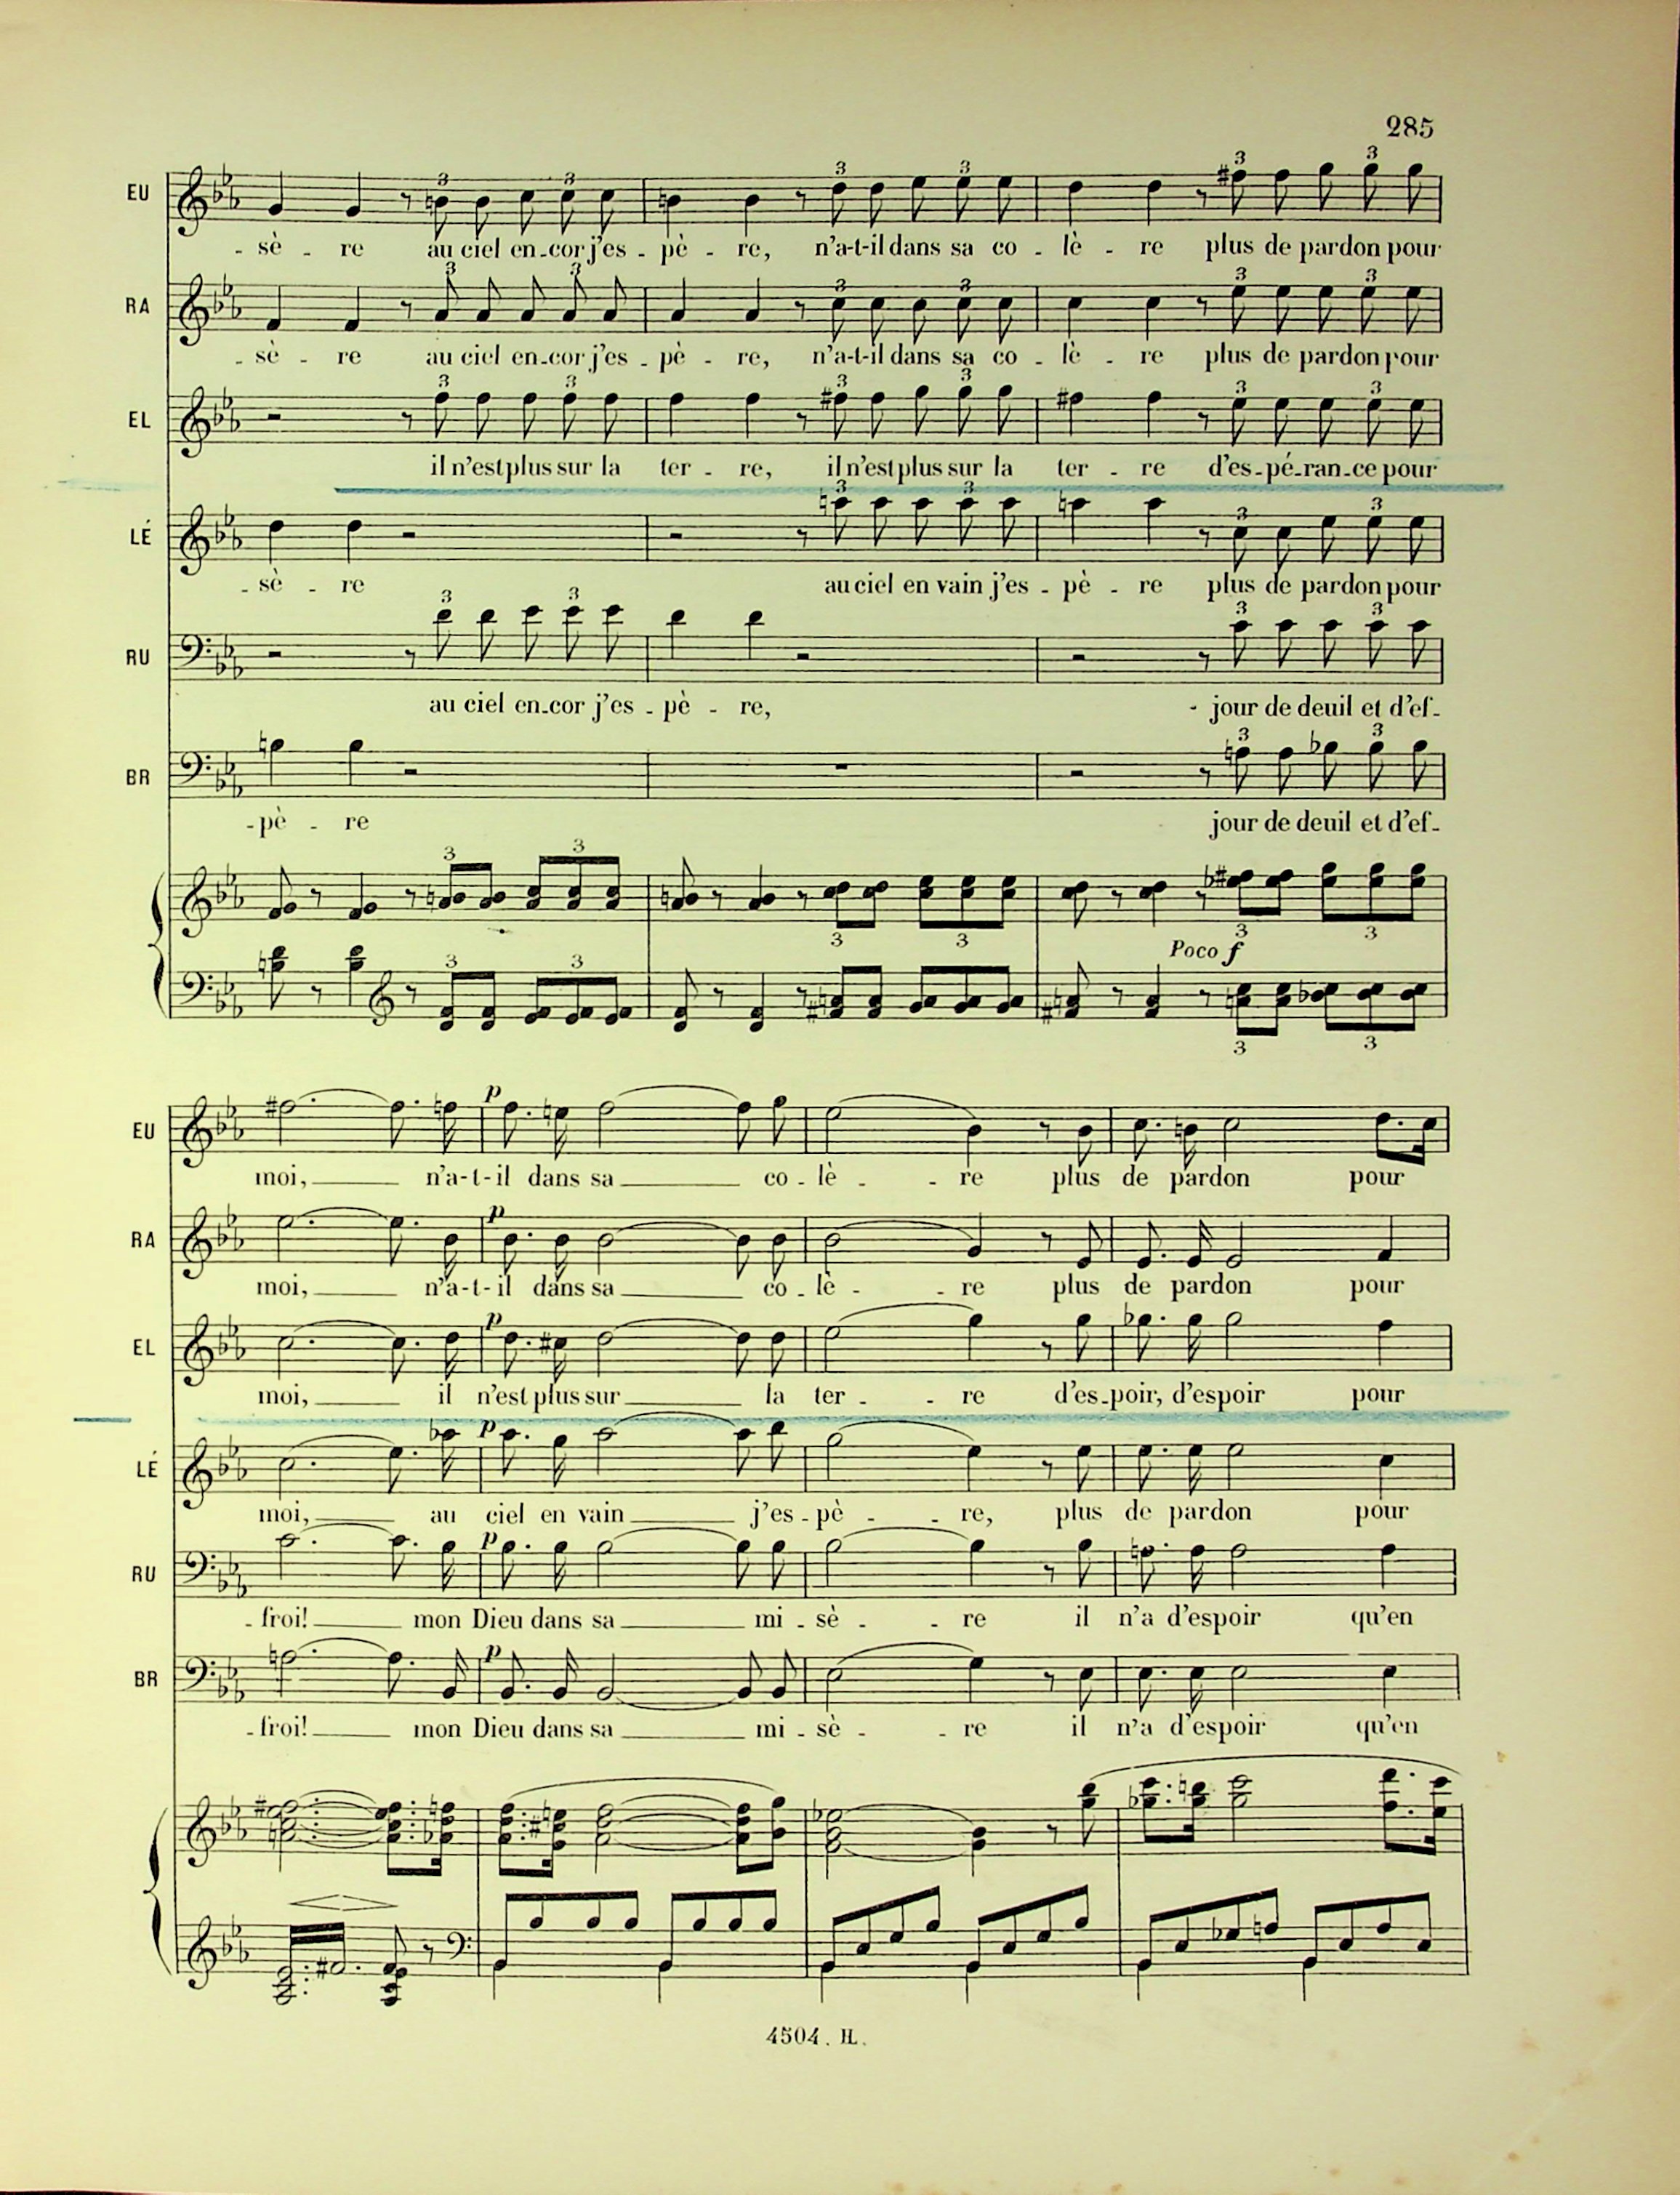 285
EU
- sè - re au ciel en-cor j'es - pè - re, n'a-t-il dans sa co - lè - re plus de pardon pour
RA
- sè - re au ciel en-cor j'es - pè - re, n'a-t-il dans sa co - lè - re plus de pardon pour
EL
il n'est plus sur la ter - re, il n'est plus sur la ter - re d'es-pé-ran-ce pour
LÉ
- sè - re au ciel en vain j'es - pè - re plus de pardon pour
RU
au ciel en-cor j'es - pè - re, - jour de deuil et d'ef-
BR
- pè - re jour de deuil et d'ef-
Poco f
EU
p
moi, n'a-t-il dans sa co - lè - - re plus de pardon pour
RA
p
moi, n'a-t-il dans sa co - lè - - re plus de pardon pour
EL
p
moi, il n'est plus sur la ter - - re d'es-poir, d'espoir pour
LÉ
p
moi, au ciel en vain j'es - pè - - re, plus de pardon pour
RU
p
- froi! mon Dieu dans sa mi - sè - - re il n'a d'espoir qu'en
BR
p
- froi! mon Dieu dans sa mi - sè - - re il n'a d'espoir qu'en
4504. H.